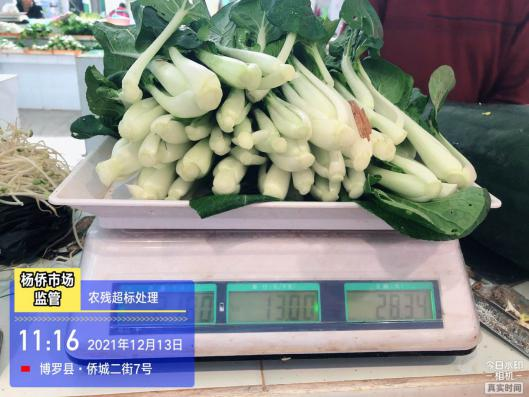 13.00
28.34
杨侨市场
监管
农残超标处理
11:16
2021年12月13日
博罗县·侨城二街7号
今日水印
相机
真实时间